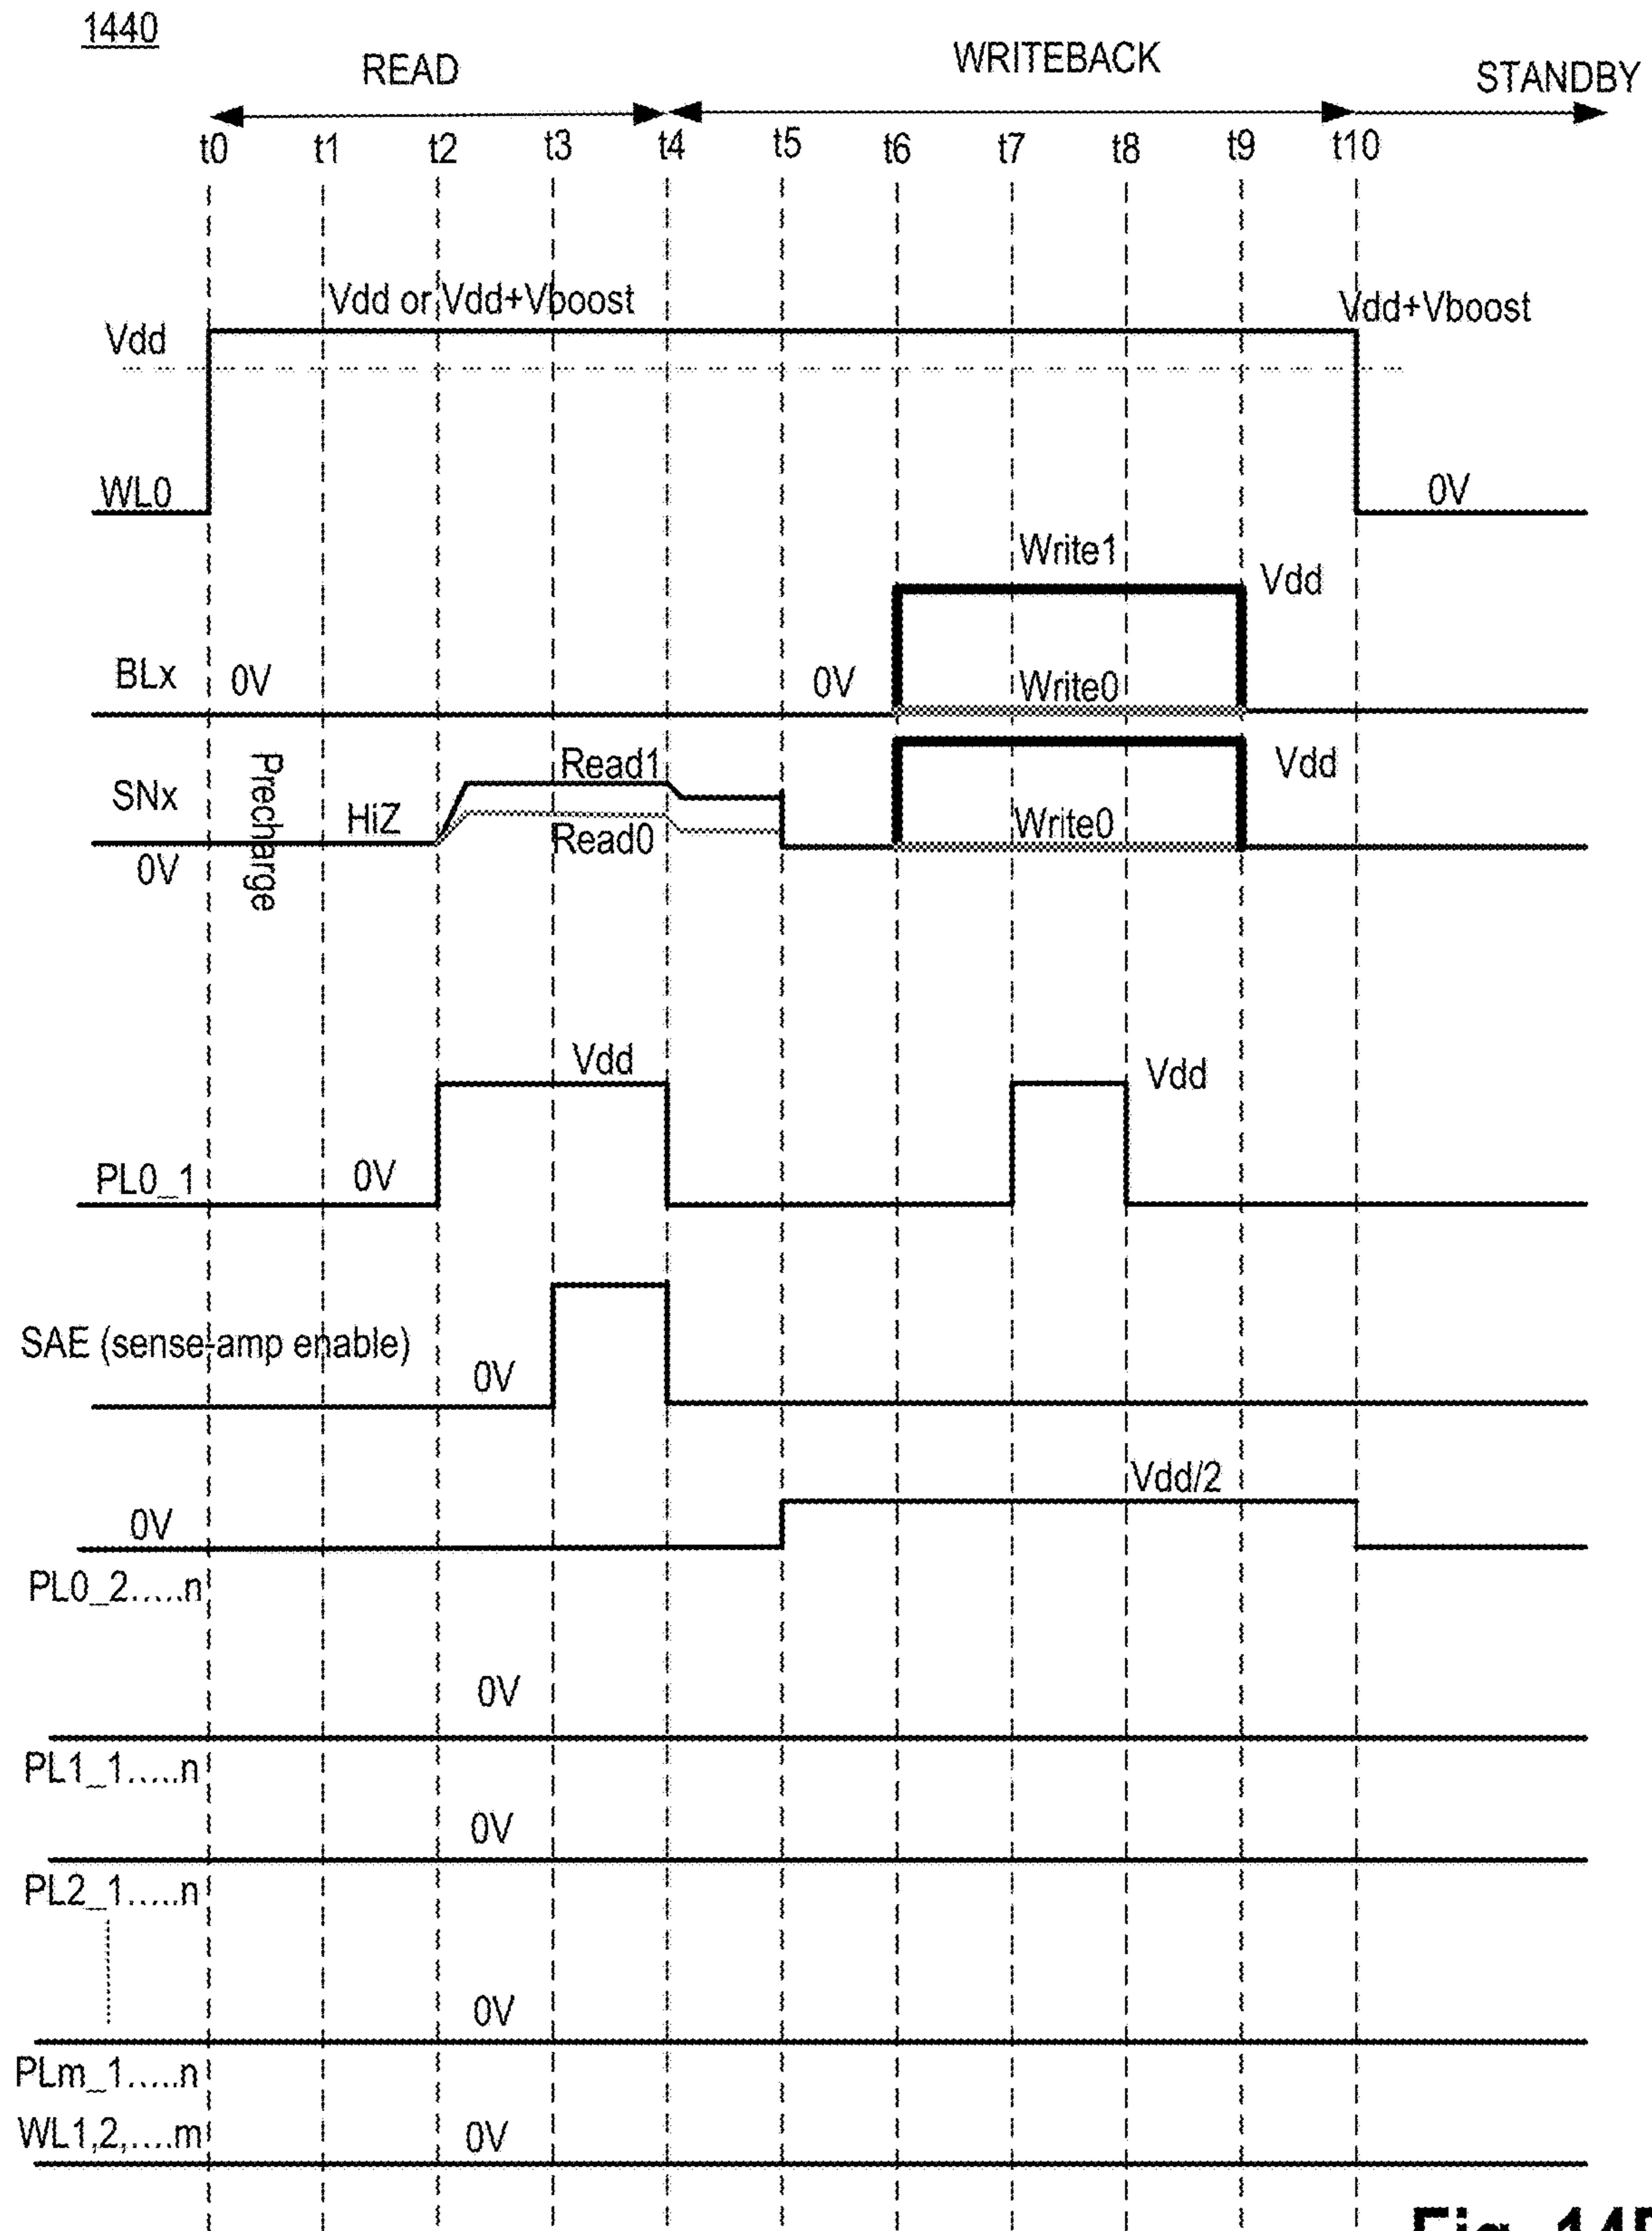 1440
READ
WRITEBACK
STANDBY
t0 t1 t2 t3 t4 t5 t6 t7 t8 t9 t10
Vdd or Vdd+Vboost
Vdd+Vboost
Vdd
WL0
0V
Write1
Vdd
BLx
0V
0V
Write0
SNx
Precharge
HiZ
Read1
Vdd
0V
Read0
Write0
Vdd
Vdd
PL0_1
0V
SAE (sense-amp enable)
0V
Vdd/2
0V
PL0_2.....n
0V
PL1_1.....n
0V
PL2_1.....n
0V
PLm_1.....n
WL1,2,....m
0V